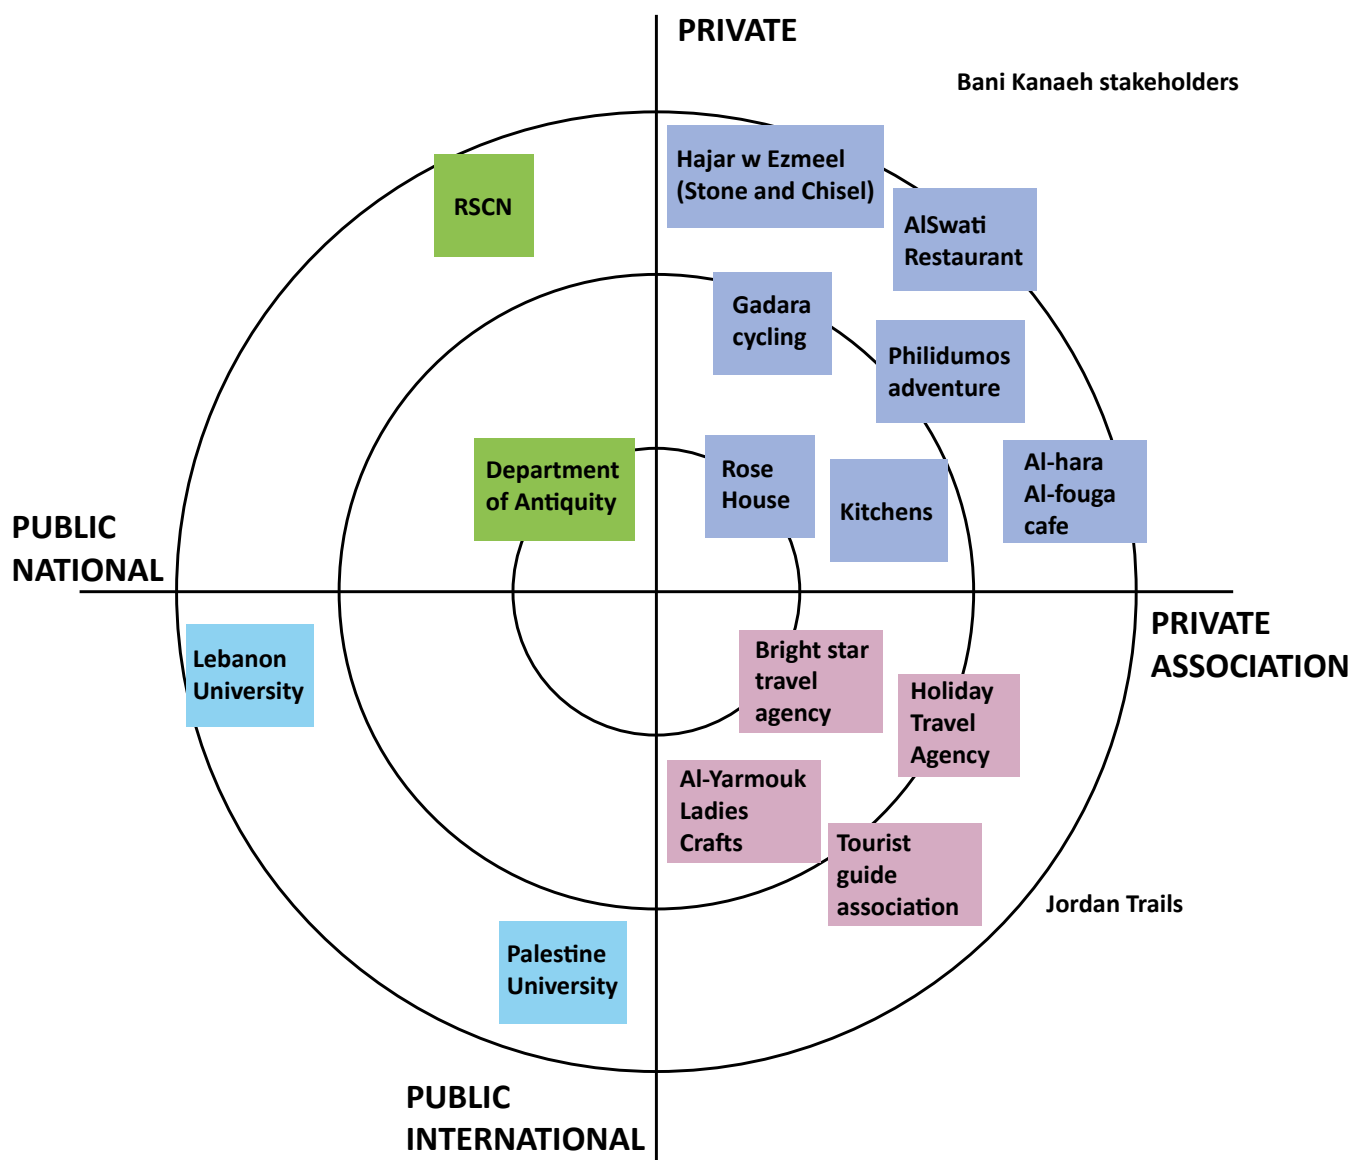 PRIVATE
Bani Kanaeh stakeholders
Hajar w Ezmeel
(Stone and Chisel)
RSCN
AlSwati
Restaurant
Gadara
cycling
Philidumos
adventure
Department
of Antiquity
Rose
House
Kitchens
Al-hara
Al-fouga
cafe
PUBLIC
NATIONAL
PRIVATE
ASSOCIATION
Lebanon
University
Bright star
travel
agency
Holiday
Travel
Agency
Al-Yarmouk
Ladies
Crafts
Tourist
guide
association
Jordan Trails
Palestine
University
PUBLIC
INTERNATIONAL